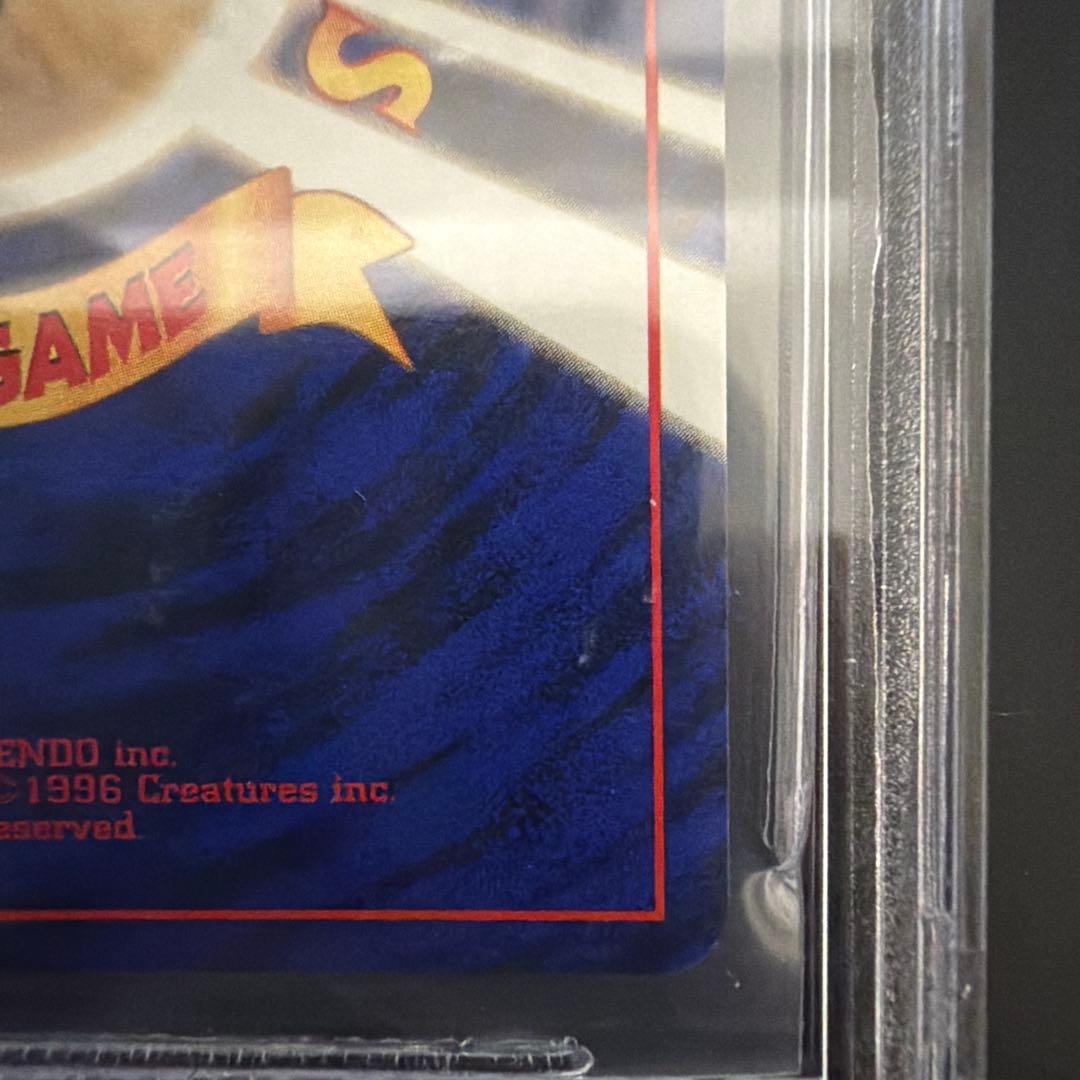 S
GAME
ENDO inc.
©1996 Creatures inc.
eserved